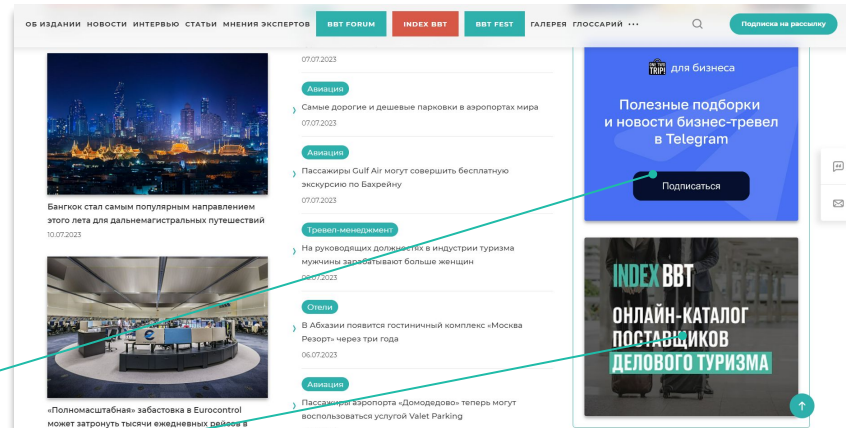 ОБ ИЗДАНИИ НОВОСТИ ИНТЕРВЬЮ СТАТЬИ МНЕНИЯ ЭКСПЕРТОВ BBT FORUM INDEX BBT BBT FEST ГАЛЕРЕЯ ГЛОССАРИЙ ··· Подписка на рассылку
Бангкок стал самым популярным направлением
этого лета для дальнемагистральных путешествий
10.07.2023
«Полномасштабная» забастовка в Eurocontrol
может затронуть тысячи ежедневных рейсов в
07.07.2023
Авиация
Самые дорогие и дешевые парковки в аэропортах мира
07.07.2023
Авиация
Пассажиры Gulf Air могут совершить бесплатную
экскурсию по Бахрейну
07.07.2023
Тревел-менеджмент
На руководящих должностях в индустрии туризма
мужчины зарабатывают больше женщин
06.07.2023
Отели
В Абхазии появится гостиничный комплекс «Москва
Резорт» через три года
06.07.2023
Авиация
Пассажиры аэропорта «Домодедово» теперь могут
воспользоваться услугой Valet Parking
ONE TWO TRIP! для бизнеса
Полезные подборки
и новости бизнес-тревел
в Telegram
Подписаться
INDEX BBT
ОНЛАЙН-КАТАЛОГ
ПОСТАВЩИКОВ
ДЕЛОВОГО ТУРИЗМА